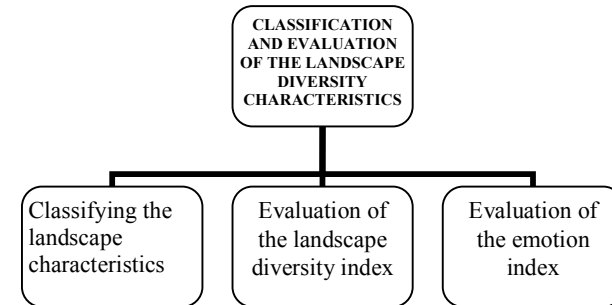 CLASSIFICATION
AND EVALUATION
OF THE LANDSCAPE
DIVERSITY
CHARACTERISTICS
Classifying the
landscape
characteristics
Evaluation of
the landscape
diversity index
Evaluation of
the emotion
index